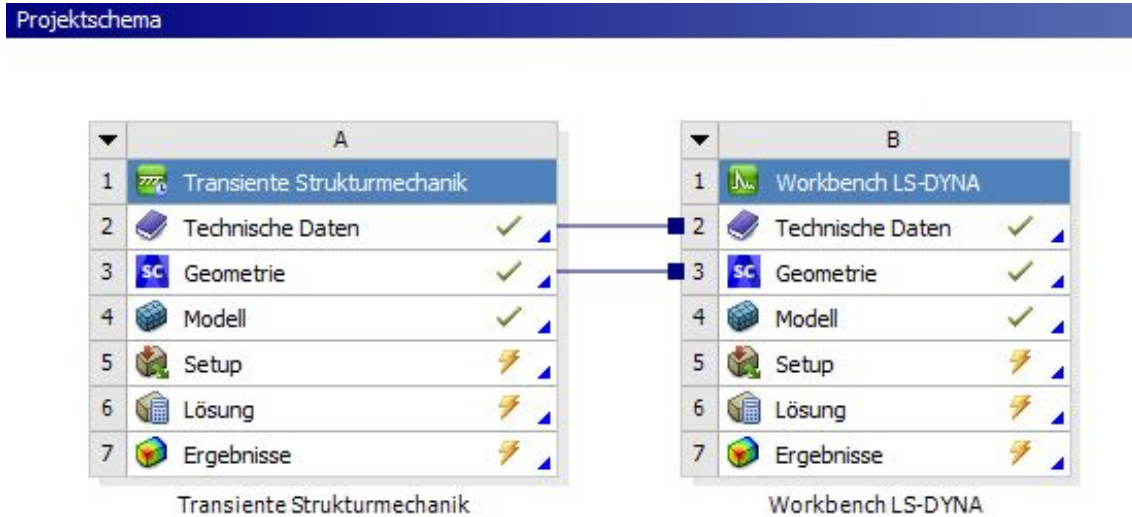 Projektschema
A
1 Transiente Strukturmechanik
2 Technische Daten
3 SC Geometrie
4 Modell
5 Setup
6 Lösung
7 Ergebnisse
Transiente Strukturmechanik
B
1 Workbench LS-DYNA
2 Technische Daten
3 SC Geometrie
4 Modell
5 Setup
6 Lösung
7 Ergebnisse
Workbench LS-DYNA